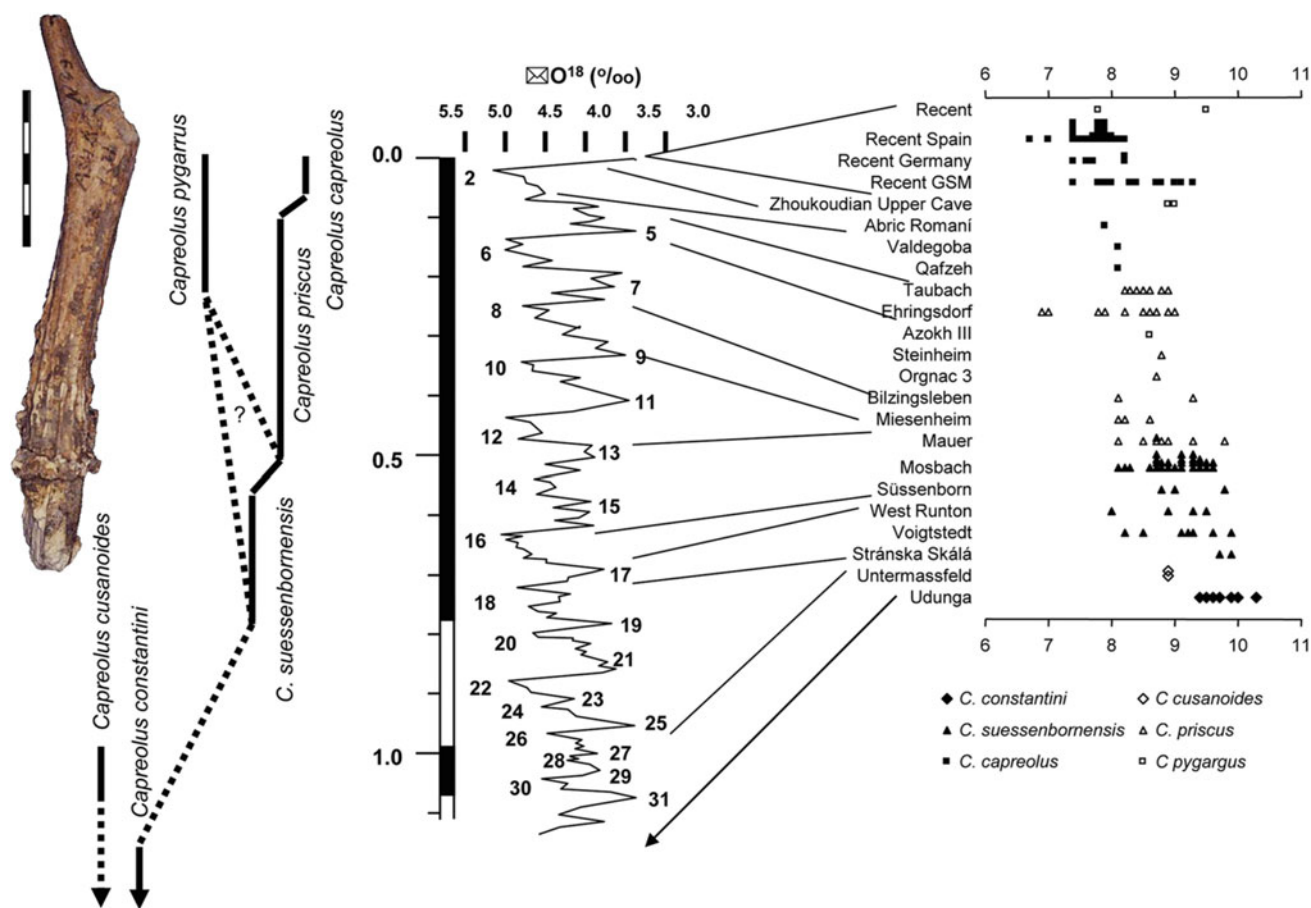 Capreolus pygarrus
Capreolus capreolus
Capreolus priscus
?
C. suessenbornensis
Capreolus cusanoides
Capreolus constantini
O¹⁸ (º/oo)
5.5 5.0 4.5 4.0 3.5 3.0
0.0
0.5
1.0
2
5
6
7
8
9
10
11
12
13
14
15
16
17
18
19
20
21
22
23
24
25
26
27
28
29
30
31
6 7 8 9 10 11
Recent
Recent Spain
Recent Germany
Recent GSM
Zhoukoudian Upper Cave
Abric Romaní
Valdegoba
Qafzeh
Taubach
Ehringsdorf
Azokh III
Steinheim
Orgnac 3
Bilzingsleben
Miesenheim
Mauer
Mosbach
Süssenborn
West Runton
Voigtstedt
Stránska Skálá
Untermassfeld
Udunga
6 7 8 9 10 11
C. constantini
C. suessenbornensis
C. capreolus
C cusanoides
C. priscus
C pygargus